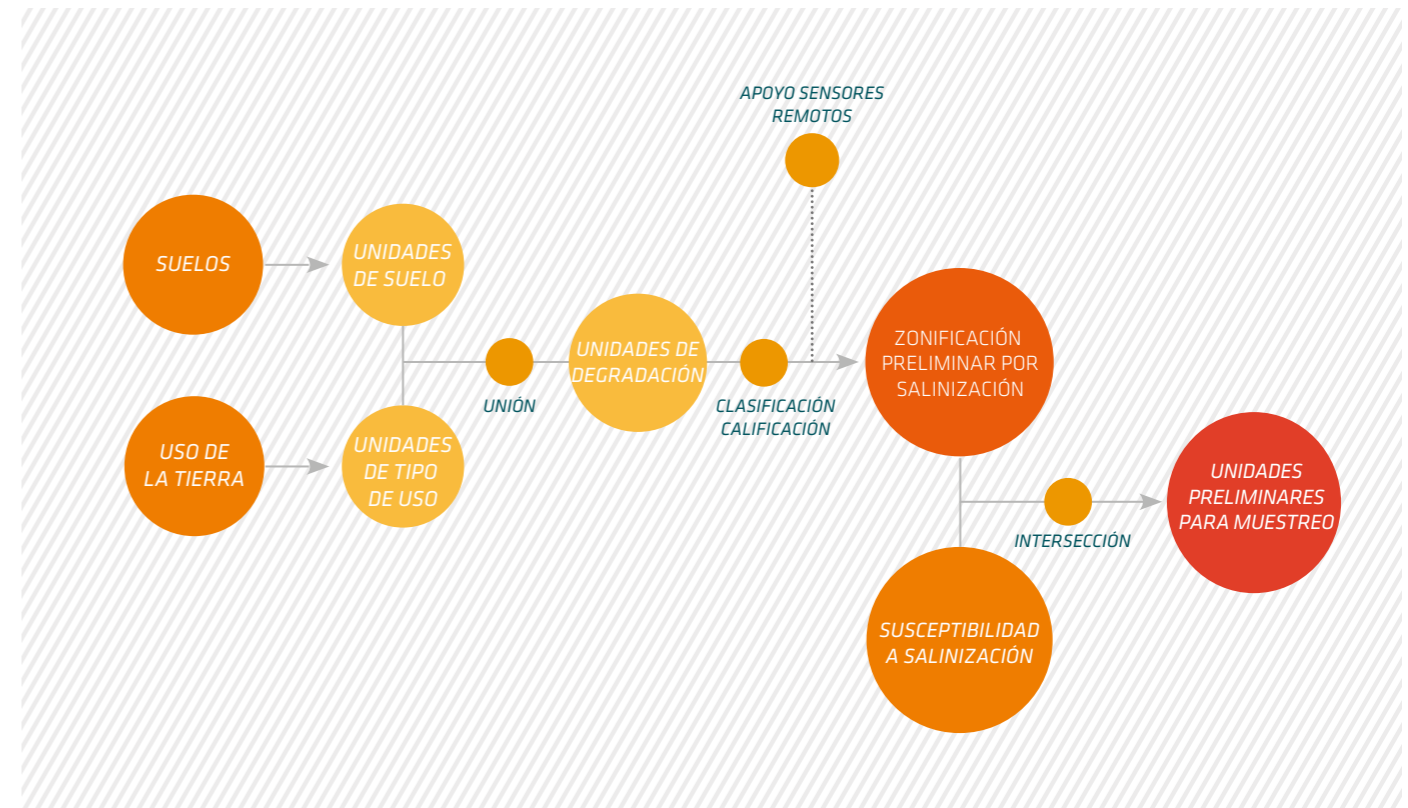 APOYO SENSORES
REMOTOS
SUELOS
UNIDADES
DE SUELO
USO DE
LA TIERRA
UNIDADES
DE TIPO
DE USO
UNIÓN
UNIDADES DE
DEGRADACIÓN
CLASIFICACIÓN
CALIFICACIÓN
ZONIFICACIÓN
PRELIMINAR POR
SALINIZACIÓN
SUSCEPTIBILIDAD
A SALINIZACIÓN
INTERSECCIÓN
UNIDADES
PRELIMINARES
PARA MUESTREO